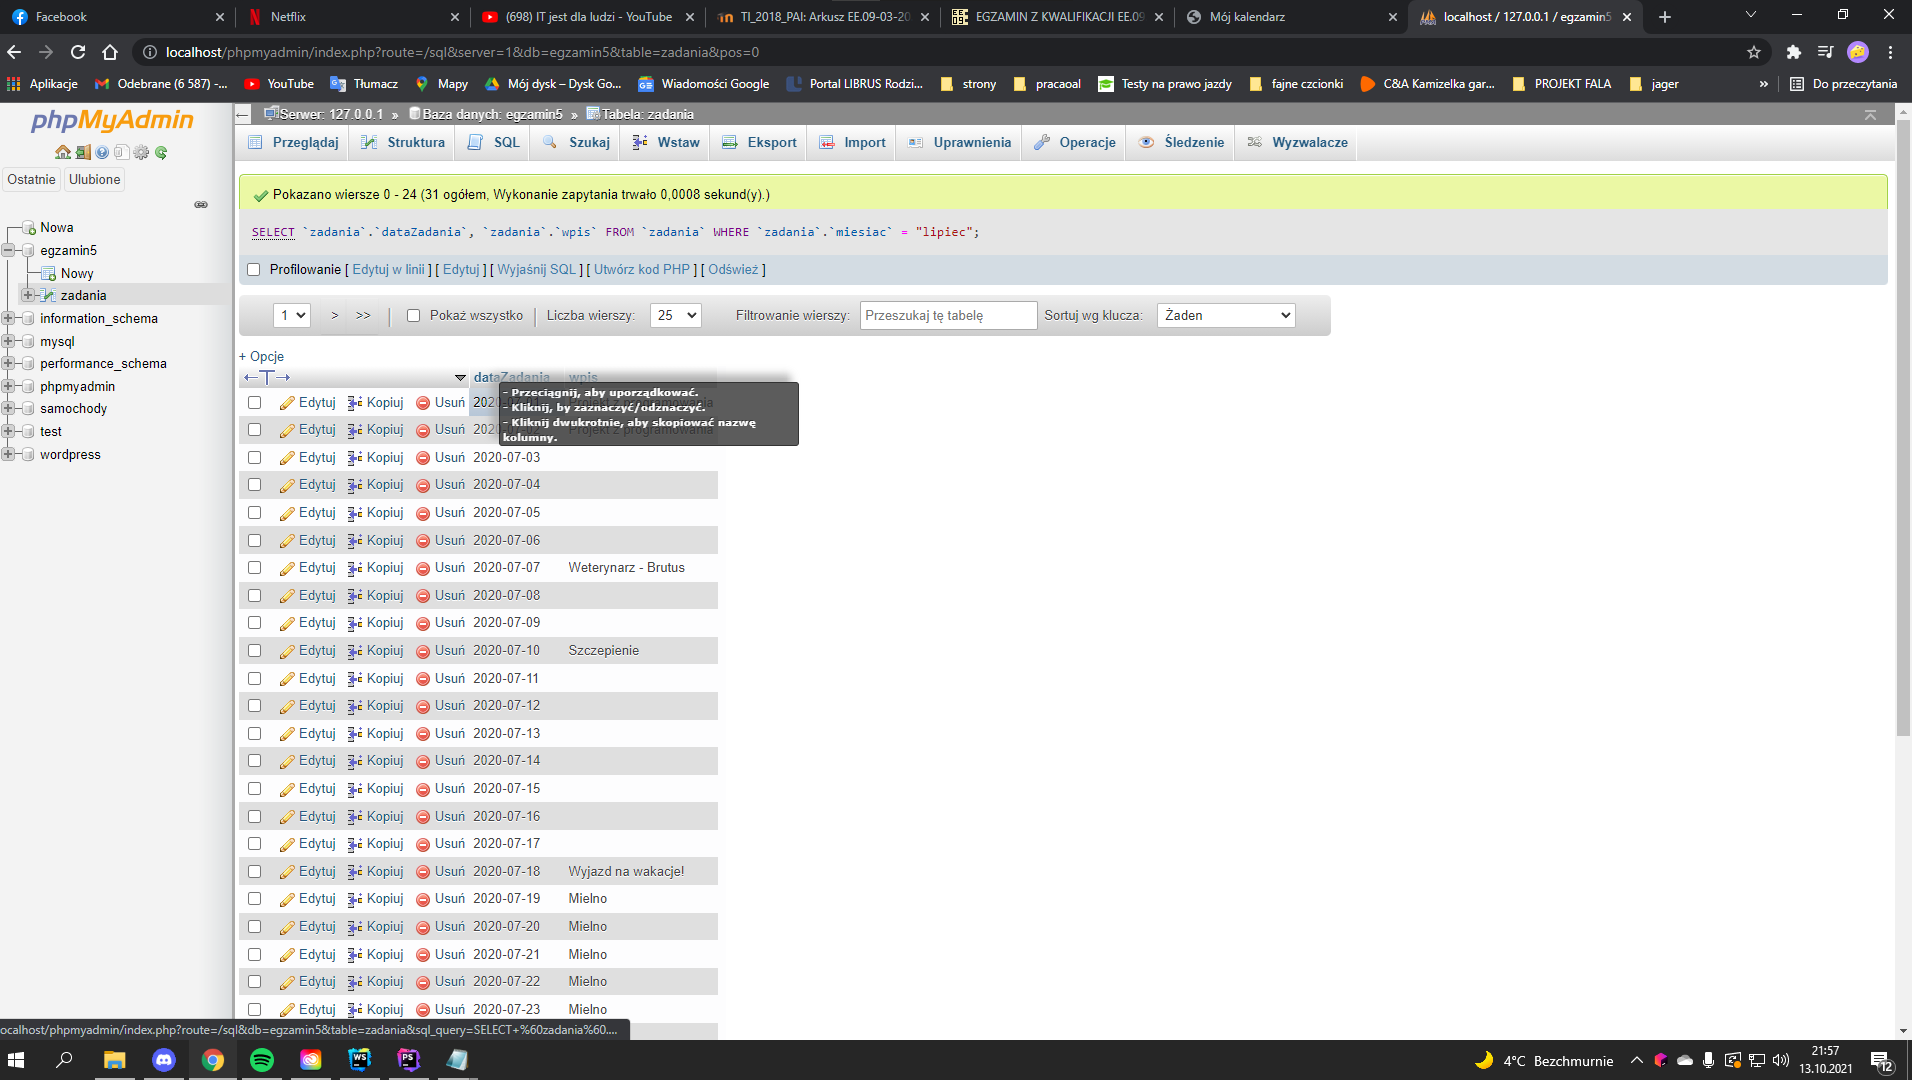 Facebook
Netflix
(698) IT jest dla ludzi - YouTube
TI_2018_PAI: Arkusz EE.09-03-20
EE 09
EGZAMIN Z KWALIFIKACJI EE.09
Mój kalendarz
localhost / 127.0.0.1 / egzamin5
localhost/phpmyadmin/index.php?route=/sql&server=1&db=egzamin5&table=zadania&pos=0
Aplikacje
Odebrane (6 587) -...
YouTube
Tłumacz
Mapy
Mój dysk – Dysk Go...
Wiadomości Google
Portal LIBRUS Rodzi...
strony
pracaoal
Testy na prawo jazdy
fajne czcionki
C&A Kamizelka gar...
PROJEKT FALA
jager
»
Do przeczytania
phpMyAdmin
Ostatnie
Ulubione
Nowa
egzamin5
Nowy
zadania
information_schema
mysql
performance_schema
phpmyadmin
samochody
test
wordpress
Serwer: 127.0.0.1 » Baza danych: egzamin5 » Tabela: zadania
Przeglądaj
Struktura
SQL
Szukaj
Wstaw
Eksport
Import
Uprawnienia
Operacje
Śledzenie
Wyzwalacze
Pokazano wiersze 0 - 24 (31 ogółem, Wykonanie zapytania trwało 0,0008 sekund(y).)
SELECT `zadania`.`dataZadania`, `zadania`.`wpis` FROM `zadania` WHERE `zadania`.`miesiac` = "lipiec";
Profilowanie [ Edytuj w linii ] [ Edytuj ] [ Wyjaśnij SQL ] [ Utwórz kod PHP ] [ Odśwież ]
1 > >> | Pokaż wszystko | Liczba wierszy: 25 Filtrowanie wierszy: Przeszukaj tę tabelę Sortuj wg klucza: Żaden
+ Opcje
←T→ dataZadania wpis
- Przeciągnij, aby uporządkować.
- Kliknij, by zaznaczyć/odznaczyć.
- Kliknij dwukrotnie, aby skopiować nazwę
kolumny.
Edytuj Kopiuj Usuń 2020-07-01 Projekt z programowania
Edytuj Kopiuj Usuń 2020-07-02 Projekt z programowania
Edytuj Kopiuj Usuń 2020-07-03
Edytuj Kopiuj Usuń 2020-07-04
Edytuj Kopiuj Usuń 2020-07-05
Edytuj Kopiuj Usuń 2020-07-06
Edytuj Kopiuj Usuń 2020-07-07 Weterynarz - Brutus
Edytuj Kopiuj Usuń 2020-07-08
Edytuj Kopiuj Usuń 2020-07-09
Edytuj Kopiuj Usuń 2020-07-10 Szczepienie
Edytuj Kopiuj Usuń 2020-07-11
Edytuj Kopiuj Usuń 2020-07-12
Edytuj Kopiuj Usuń 2020-07-13
Edytuj Kopiuj Usuń 2020-07-14
Edytuj Kopiuj Usuń 2020-07-15
Edytuj Kopiuj Usuń 2020-07-16
Edytuj Kopiuj Usuń 2020-07-17
Edytuj Kopiuj Usuń 2020-07-18 Wyjazd na wakacje!
Edytuj Kopiuj Usuń 2020-07-19 Mielno
Edytuj Kopiuj Usuń 2020-07-20 Mielno
Edytuj Kopiuj Usuń 2020-07-21 Mielno
Edytuj Kopiuj Usuń 2020-07-22 Mielno
Edytuj Kopiuj Usuń 2020-07-23 Mielno
ocalhost/phpmyadmin/index.php?route=/sql&db=egzamin5&table=zadania&sql_query=SELECT+%60zadania%60....
WS
PS
4°C Bezchmurnie
21:57
13.10.2021
12